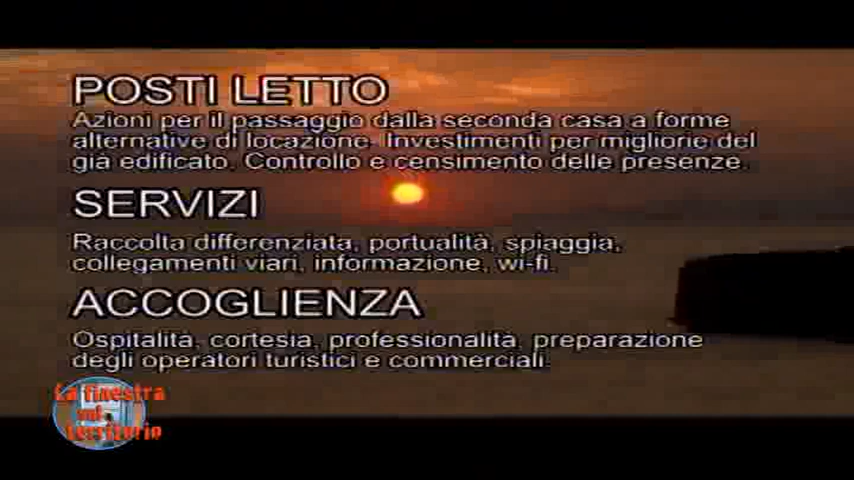 POSTI LETTO
Azioni per il passaggio dalla seconda casa a forme
alternative di locazione. Investimenti per migliorie del
già edificato. Controllo e censimento delle presenze.
SERVIZI
Raccolta differenziata, portualità, spiaggia,
collegamenti viari, informazione, wi-fi.
ACCOGLIENZA
Ospitalità, cortesia, professionalità, preparazione
degli operatori turistici e commerciali.
La finestra
sul
territorio